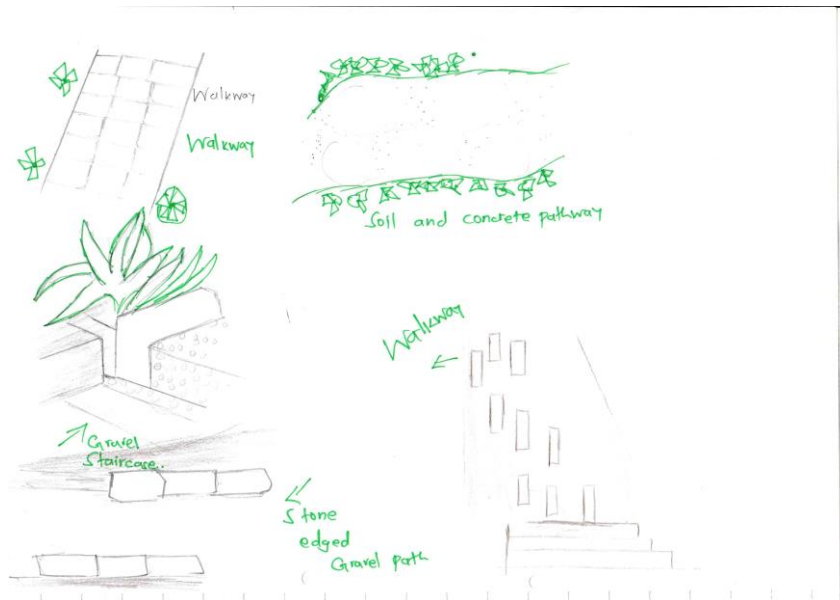 Walkway
Walkway
Soil and concrete pathway
Walkway
Gravel
Staircase.
Stone
edged
Gravel path